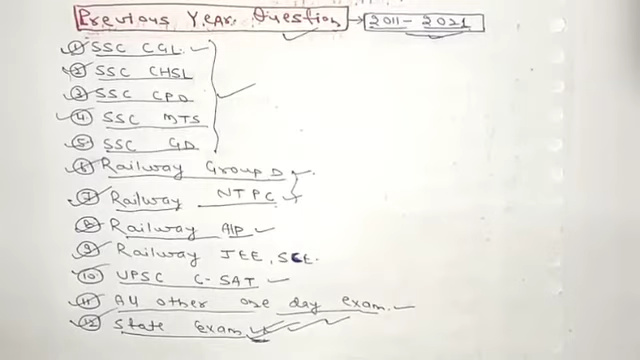 Previous Year Question → 2011 - 2021
① SSC CGL
② SSC CHSL
③ SSC CPO
④ SSC MTS
⑤ SSC GD
⑥ Railway Group D
⑦ Railway NTPC
⑧ Railway ALP
⑨ Railway JEE, SSE.
⑩ UPSC C-SAT
⑪ All other one day exam.
⑫ State exam